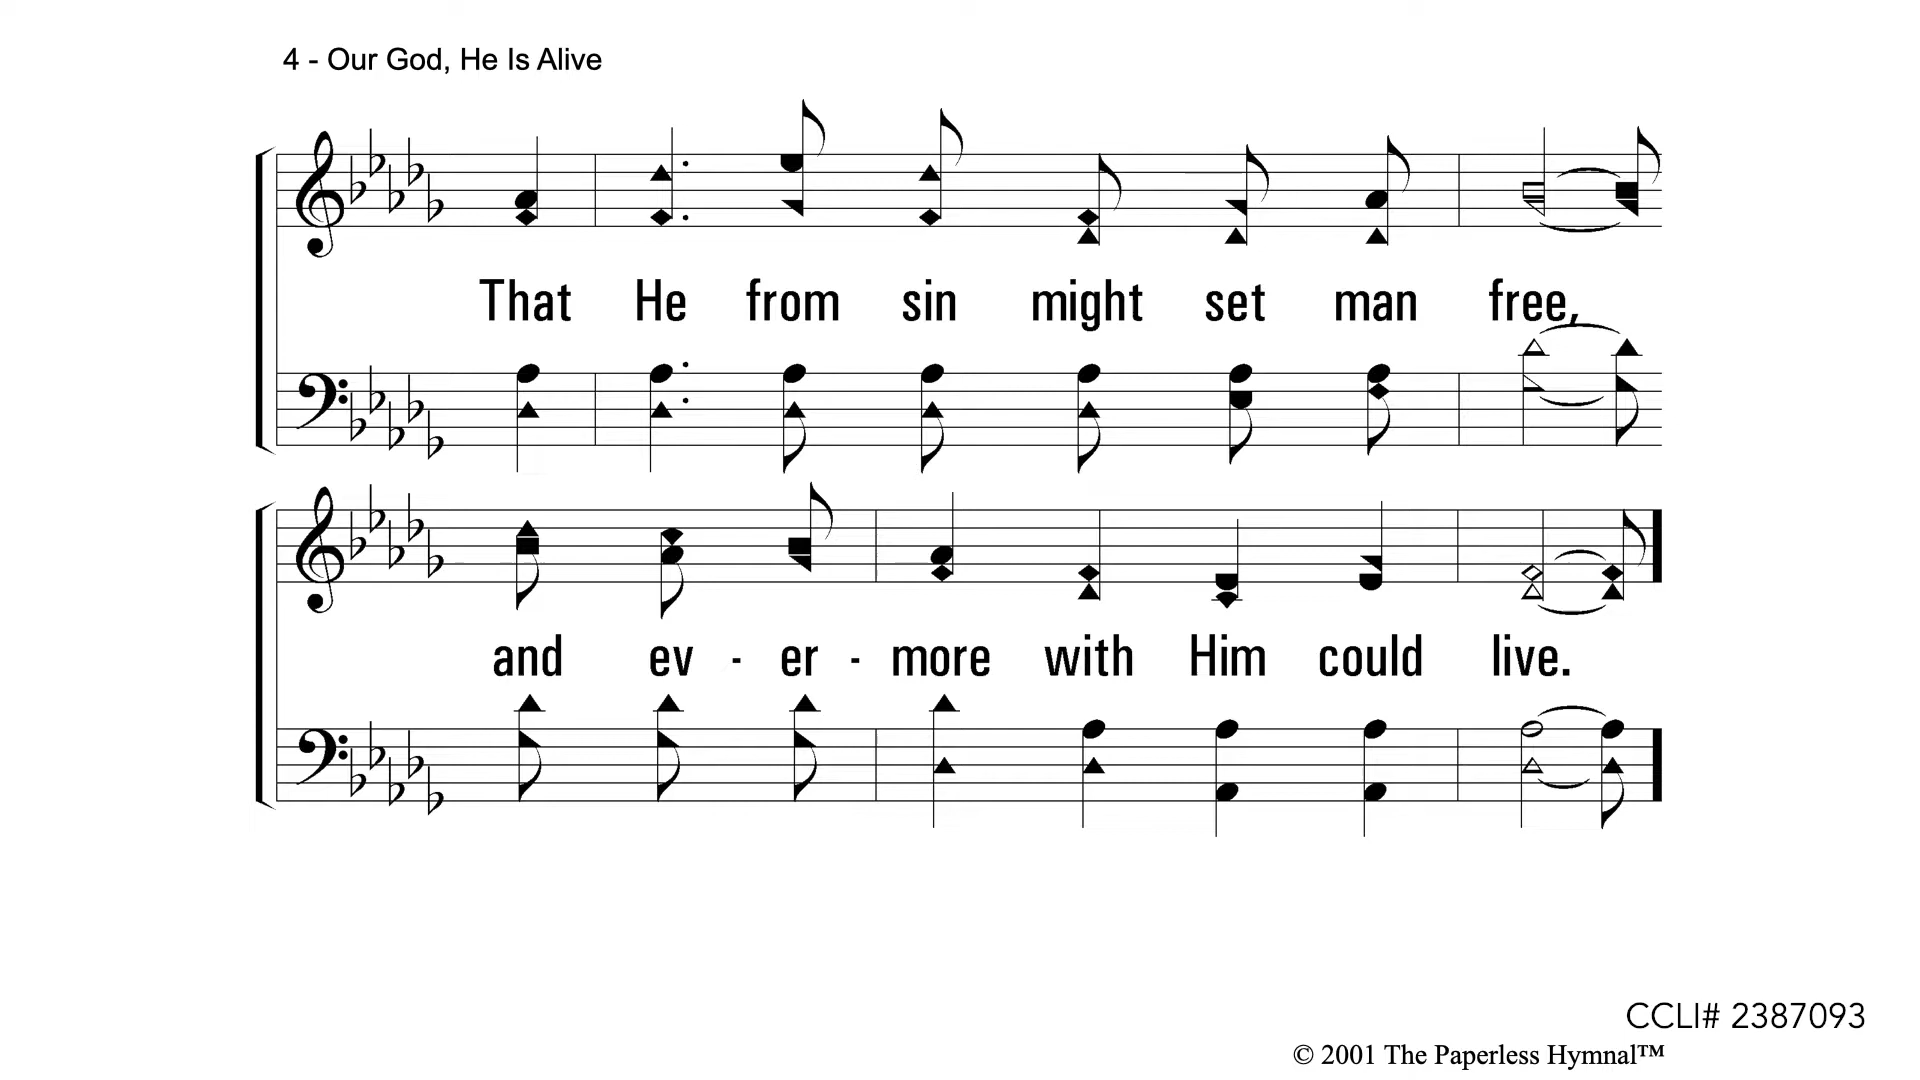 4 - Our God, He Is Alive
That He from sin might set man free,
and ev - er - more with Him could live.
CCLI# 2387093
© 2001 The Paperless Hymnal™